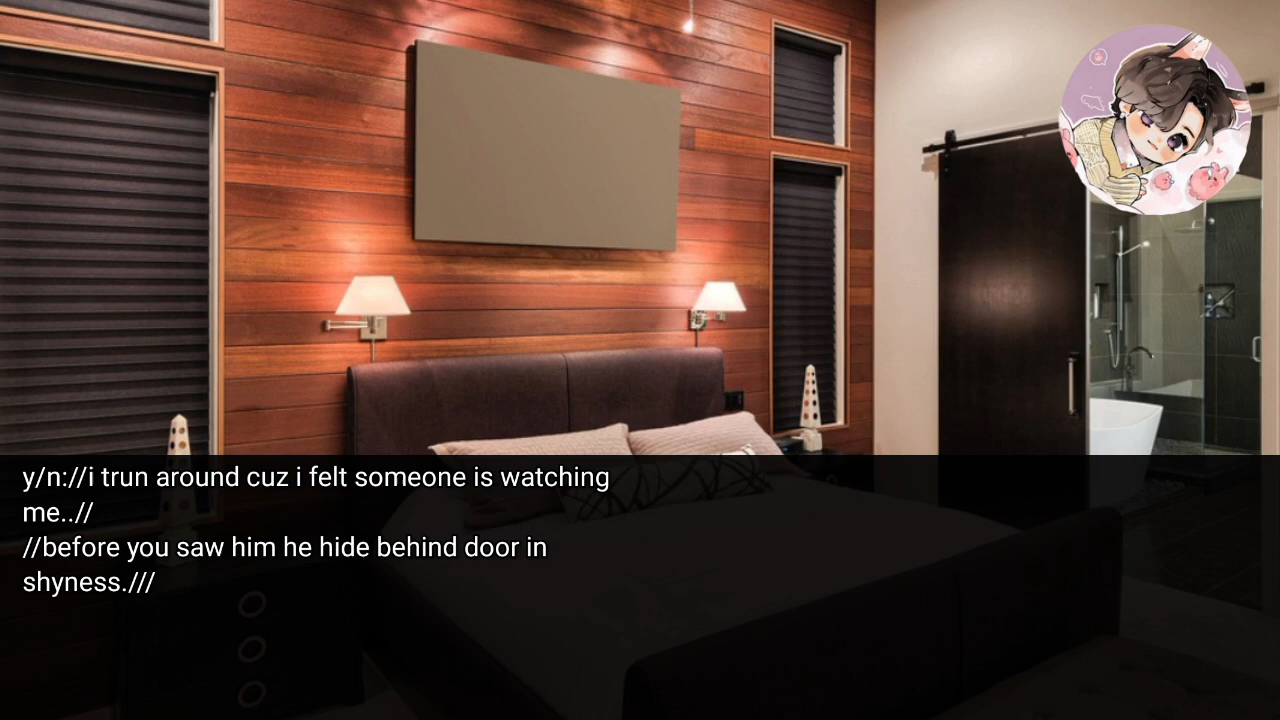 y/n://i trun around cuz i felt someone is watching
me..//
//before you saw him he hide behind door in
shyness.///